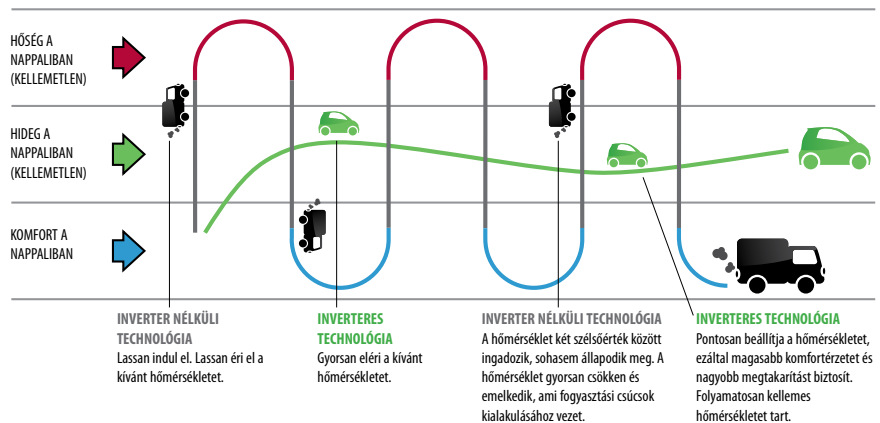 HŐSÉG A
NAPPALIBAN
(KELLEMETLEN)
HIDEG A
NAPPALIBAN
(KELLEMETLEN)
KOMFORT A
NAPPALIBAN
INVERTER NÉLKÜLI
TECHNOLÓGIA
Lassan indul el. Lassan éri el a
kívánt hőmérsékletet.
INVERTERES
TECHNOLÓGIA
Gyorsan eléri a kívánt
hőmérsékletet.
INVERTER NÉLKÜLI TECHNOLÓGIA
A hőmérséklet két szélsőérték között
ingadozik, sohasem állapodik meg. A
hőmérséklet gyorsan csökken és
emelkedik, ami fogyasztási csúcsok
kialakulásához vezet.
INVERTERES TECHNOLÓGIA
Pontosan beállítja a hőmérsékletet,
ezáltal magasabb komfortérzetet és
nagyobb megtakarítást biztosít.
Folyamatosan kellemes
hőmérsékletet tart.